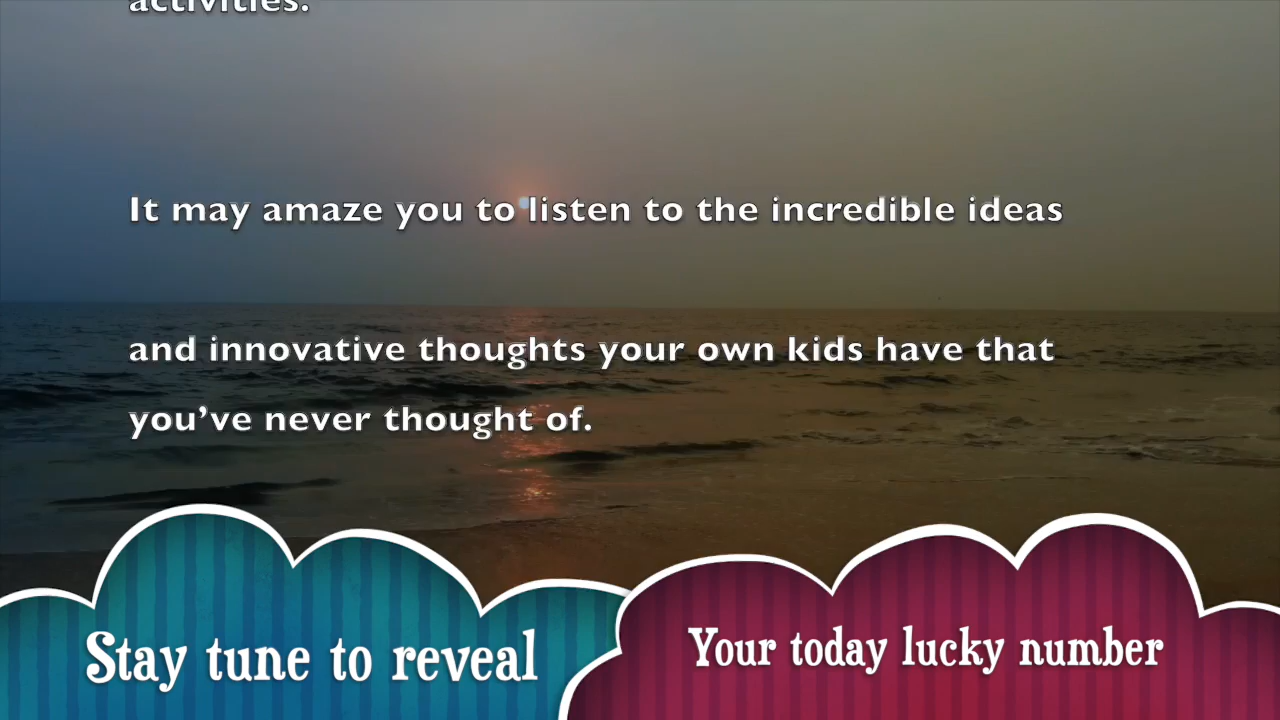 activities.
It may amaze you to listen to the incredible ideas
and innovative thoughts your own kids have that
you’ve never thought of.
Stay tune to reveal
Your today lucky number